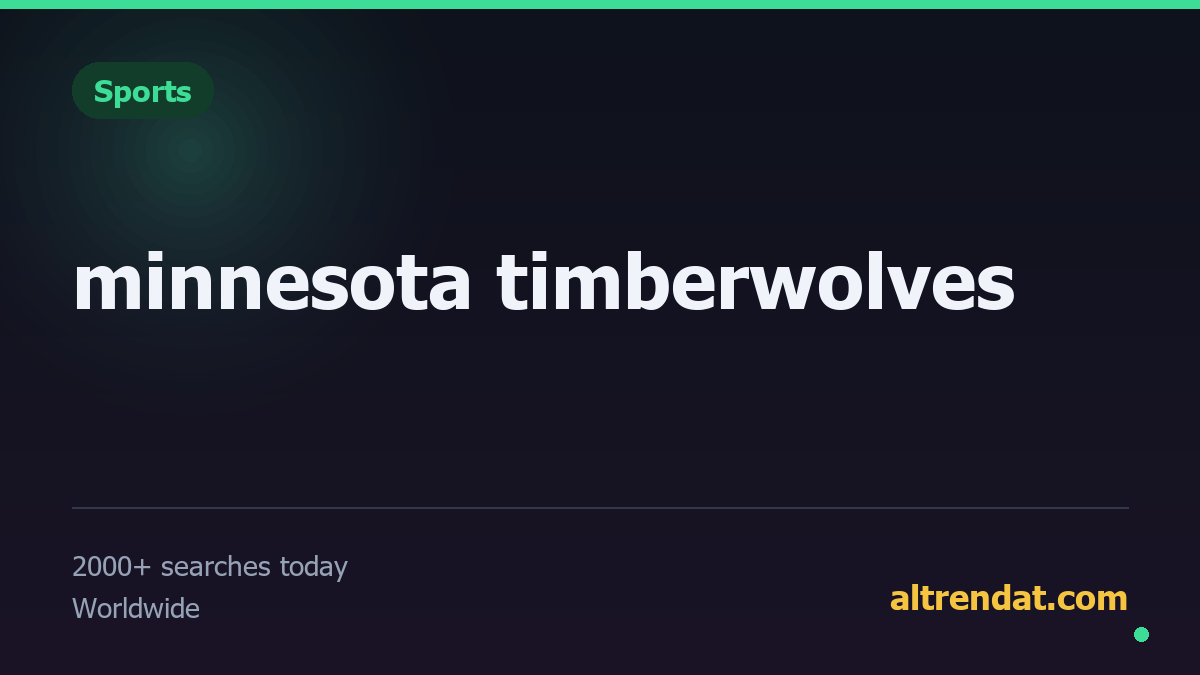 Sports
minnesota timberwolves
2000+ searches today
Worldwide
altrendat.com